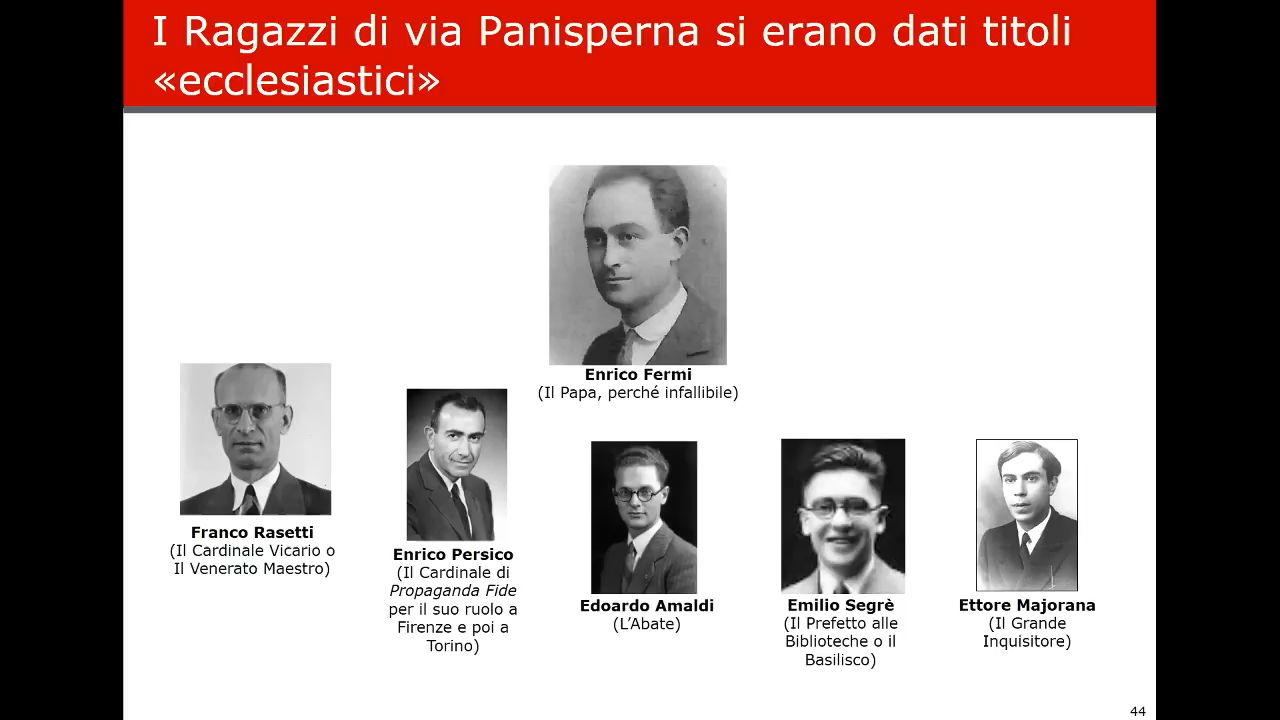 I Ragazzi di via Panisperna si erano dati titoli
«ecclesiastici»
Enrico Fermi
(Il Papa, perché infallibile)
Franco Rasetti
(Il Cardinale Vicario o
Il Venerato Maestro)
Enrico Persico
(Il Cardinale di
Propaganda Fide
per il suo ruolo a
Firenze e poi a
Torino)
Edoardo Amaldi
(L’Abate)
Emilio Segrè
(Il Prefetto alle
Biblioteche o il
Basilisco)
Ettore Majorana
(Il Grande
Inquisitore)
44